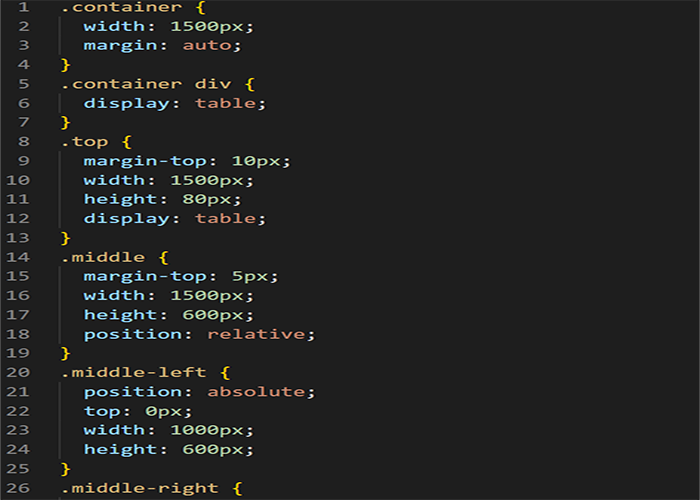 1 .container {
2 width: 1500px;
3 margin: auto;
4 }
5 .container div {
6 display: table;
7 }
8 .top {
9 margin-top: 10px;
10 width: 1500px;
11 height: 80px;
12 display: table;
13 }
14 .middle {
15 margin-top: 5px;
16 width: 1500px;
17 height: 600px;
18 position: relative;
19 }
20 .middle-left {
21 position: absolute;
22 top: 0px;
23 width: 1000px;
24 height: 600px;
25 }
26 .middle-right {